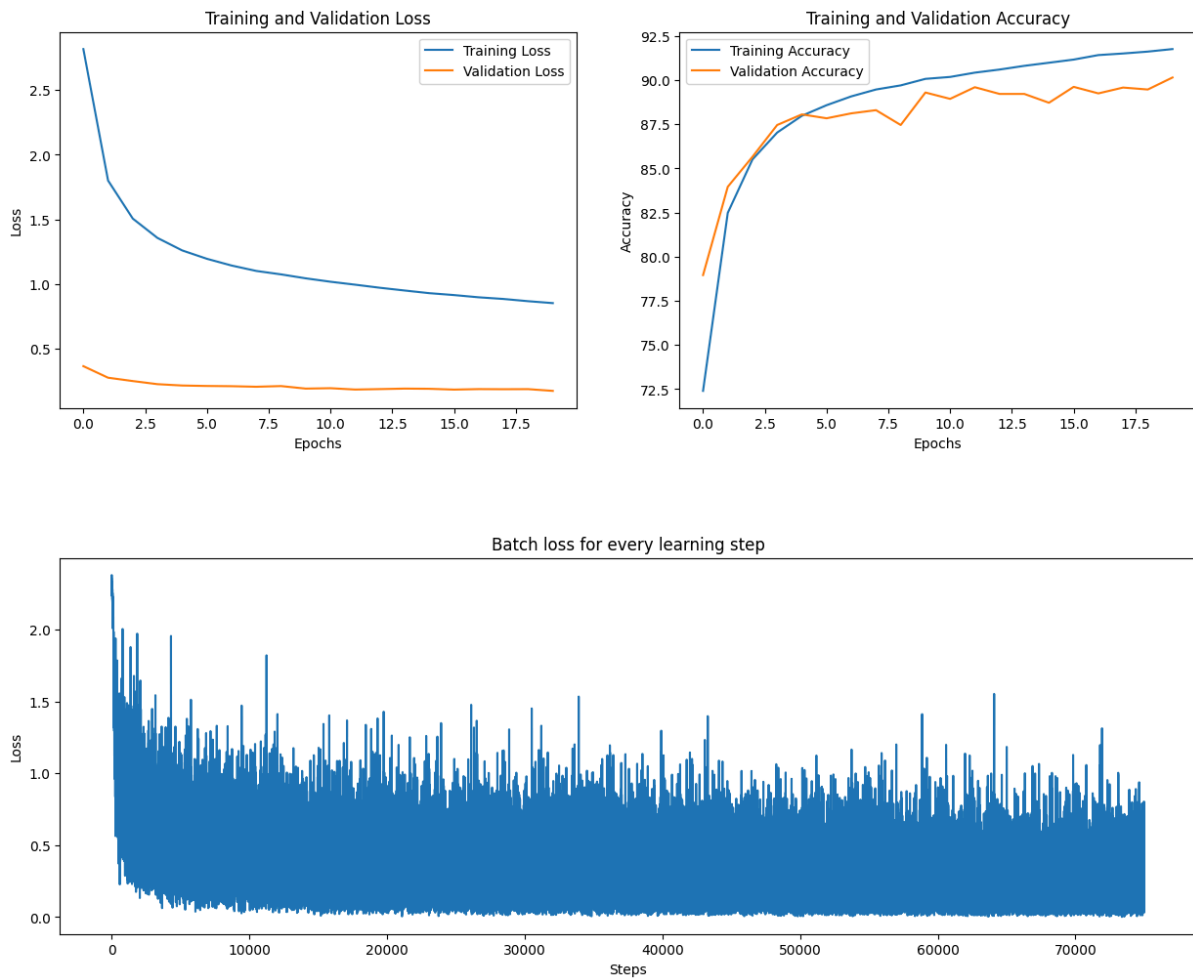 Training and Validation Loss
Training Loss
Validation Loss
2.5
2.0
1.5
1.0
0.5
Loss
0.0 2.5 5.0 7.5 10.0 12.5 15.0 17.5
Epochs
Training and Validation Accuracy
Training Accuracy
Validation Accuracy
92.5
90.0
87.5
85.0
82.5
80.0
77.5
75.0
72.5
Accuracy
0.0 2.5 5.0 7.5 10.0 12.5 15.0 17.5
Epochs
Batch loss for every learning step
2.0
1.5
1.0
0.5
0.0
Loss
0 10000 20000 30000 40000 50000 60000 70000
Steps